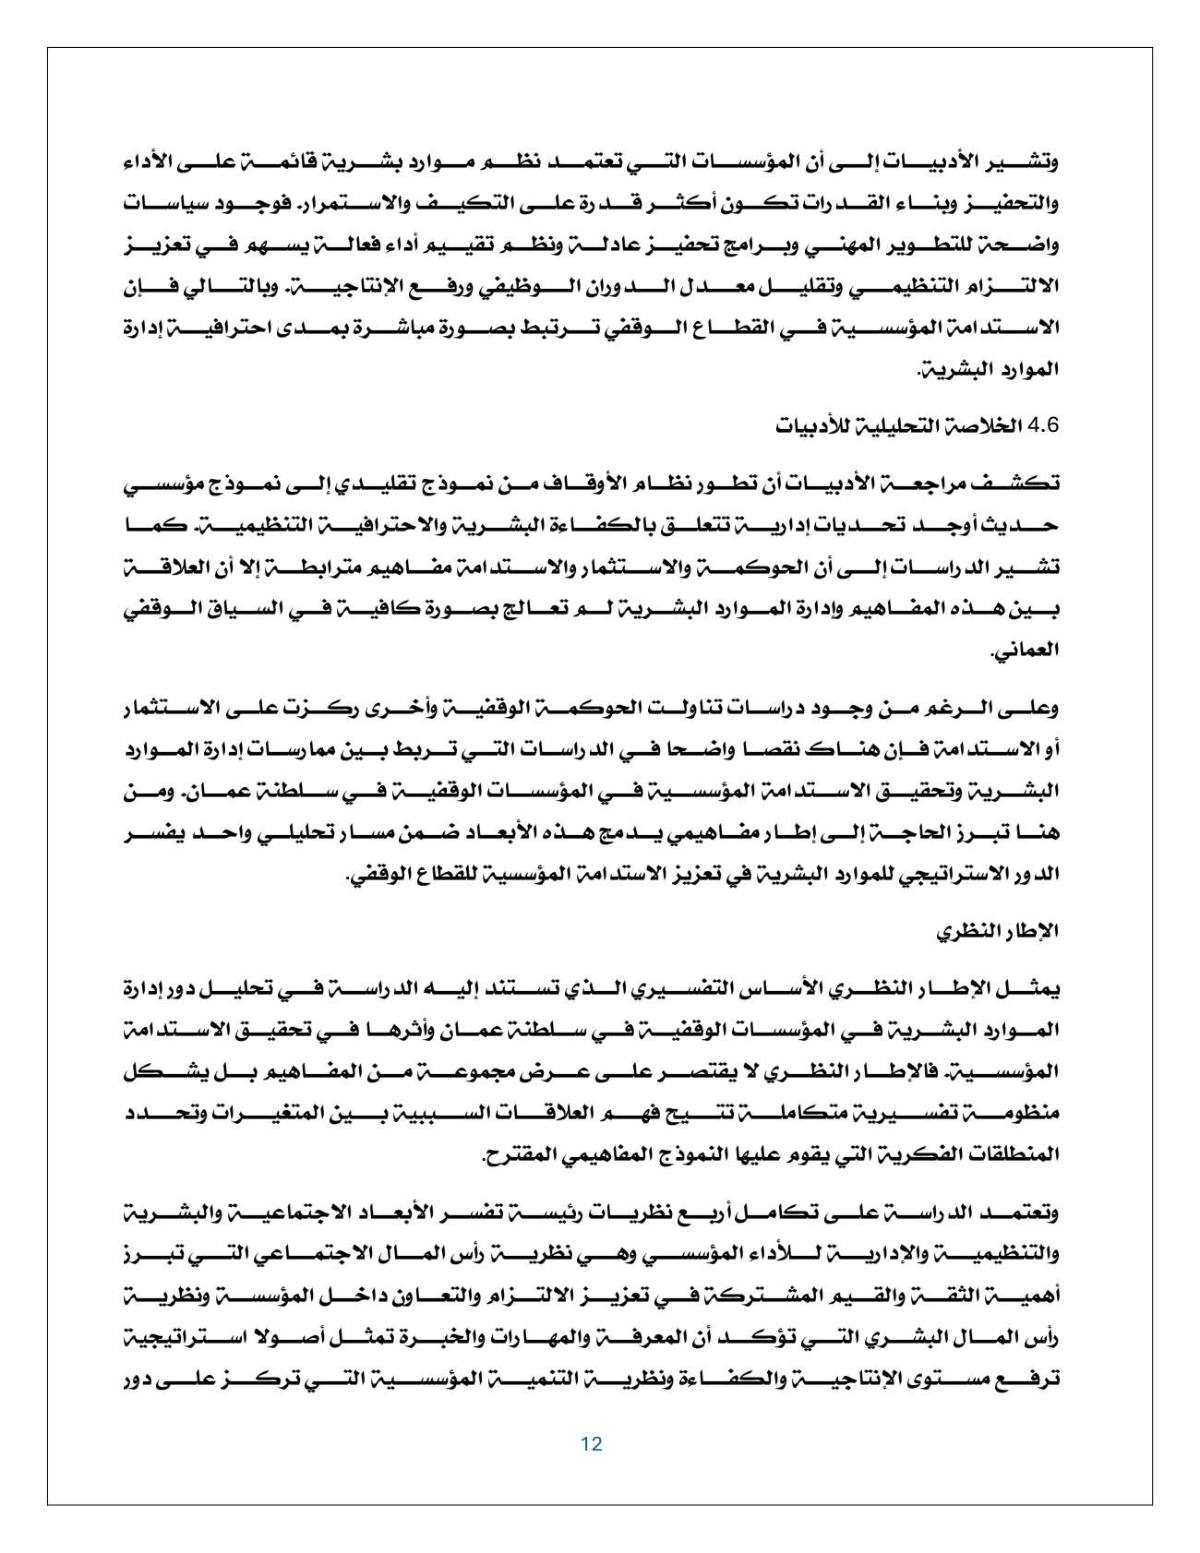 وتشير الأدبيات إلى أن المؤسسات التي تعتمد نظم موارد بشرية قائمة على الأداء
والتحفيز وبناء القدرات تكون أكثر قدرة على التكيف والاستمرار. فوجود سياسات
واضحة للتطوير المهني وبرامج تحفيز عادلة ونظم تقييم أداء فعالة يسهم في تعزيز
الالتزام التنظيمي وتقليل معدل الدوران الوظيفي ورفع الإنتاجية. وبالتالي فإن
الاستدامة المؤسسية في القطاع الوقفي ترتبط بصورة مباشرة بمدى احترافية إدارة
الموارد البشرية.
4.6 الخلاصة التحليلية للأدبيات
تكشف مراجعة الأدبيات أن تطور نظام الأوقاف من نموذج تقليدي إلى نموذج مؤسسي
حديث أوجد تحديات إدارية تتعلق بالكفاءة البشرية والاحترافية التنظيمية. كما
تشير الدراسات إلى أن الحوكمة والاستثمار والاستدامة مفاهيم مترابطة إلا أن العلاقة
بين هذه المفاهيم وإدارة الموارد البشرية لم تعالج بصورة كافية في السياق الوقفي
العماني.
وعلى الرغم من وجود دراسات تناولت الحوكمة الوقفية وأخرى ركزت على الاستثمار
أو الاستدامة فإن هناك نقصا واضحا في الدراسات التي تربط بين ممارسات إدارة الموارد
البشرية وتحقيق الاستدامة المؤسسية في المؤسسات الوقفية في سلطنة عمان. ومن
هنا تبرز الحاجة إلى إطار مفاهيمي يدمج هذه الأبعاد ضمن مسار تحليلي واحد يفسر
الدور الاستراتيجي للموارد البشرية في تعزيز الاستدامة المؤسسية للقطاع الوقفي.
الإطار النظري
يمثل الإطار النظري الأساس التفسيري الذي تستند إليه الدراسة في تحليل دور إدارة
الموارد البشرية في المؤسسات الوقفية في سلطنة عمان وأثرها في تحقيق الاستدامة
المؤسسية. فالإطار النظري لا يقتصر على عرض مجموعة من المفاهيم بل يشكل
منظومة تفسيرية متكاملة تتيح فهم العلاقات السببية بين المتغيرات وتحدد
المنطلقات الفكرية التي يقوم عليها النموذج المفاهيمي المقترح.
وتعتمد الدراسة على تكامل أربع نظريات رئيسة تفسر الأبعاد الاجتماعية والبشرية
والتنظيمية والإدارية للأداء المؤسسي وهي نظرية رأس المال الاجتماعي التي تبرز
أهمية الثقة والقيم المشتركة في تعزيز الالتزام والتعاون داخل المؤسسة ونظرية
رأس المال البشري التي تؤكد أن المعرفة والمهارات والخبرة تمثل أصولا استراتيجية
ترفع مستوى الإنتاجية والكفاءة ونظرية التنمية المؤسسية التي تركز على دور
12